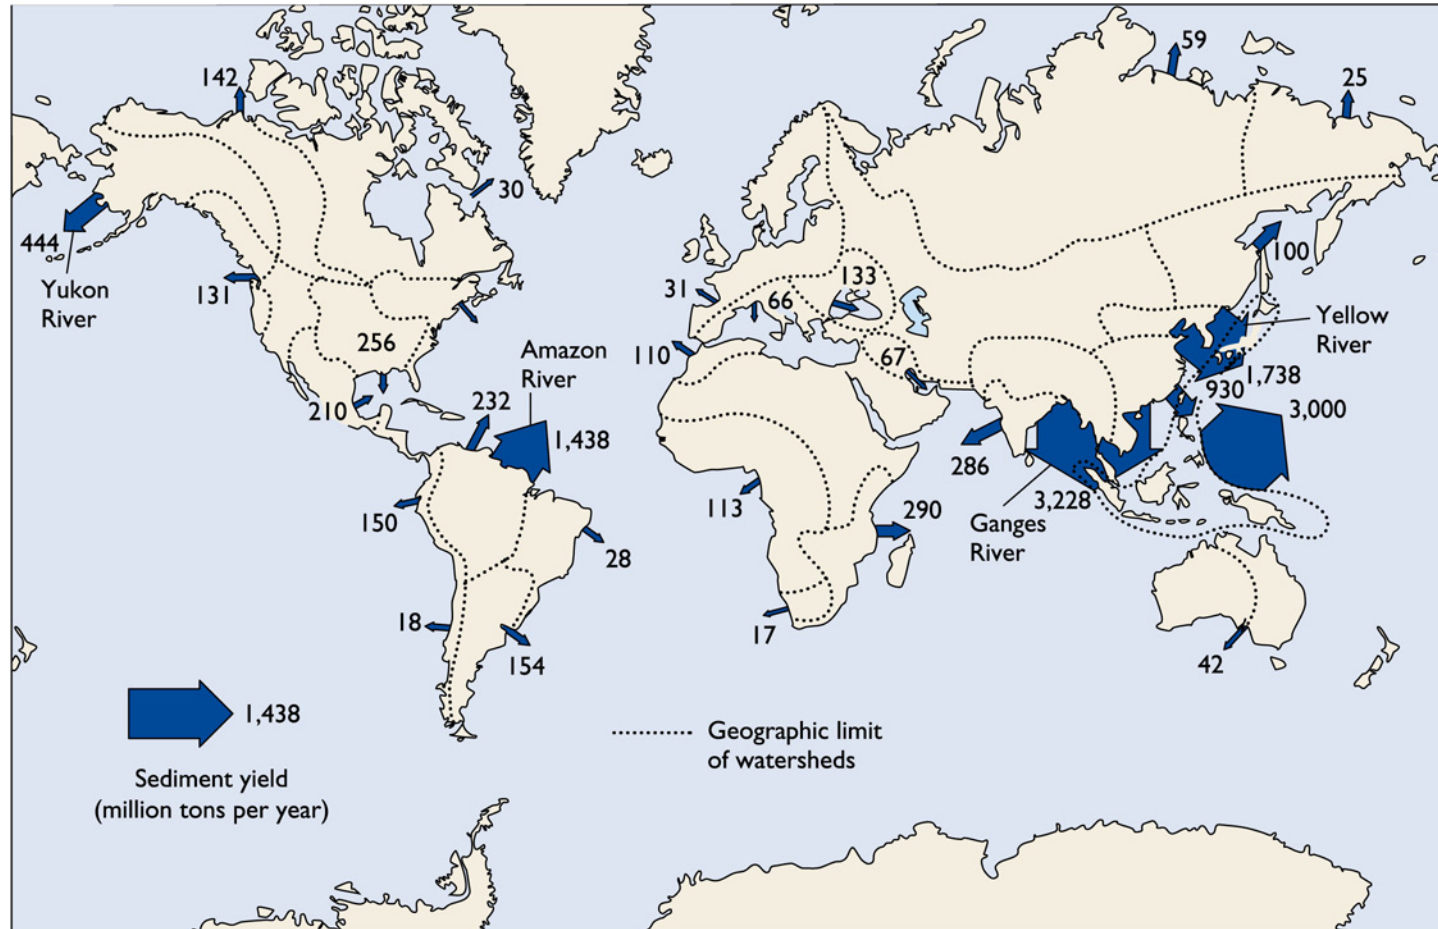 59
142
25
30
444
Yukon
River
131
31
66
133
100
Yellow
River
256
Amazon
River
110
67
210
232
1,438
930
1,738
3,000
286
3,228
Ganges
River
150
28
113
290
18
154
17
42
1,438
Sediment yield
(million tons per year)
Geographic limit
of watersheds